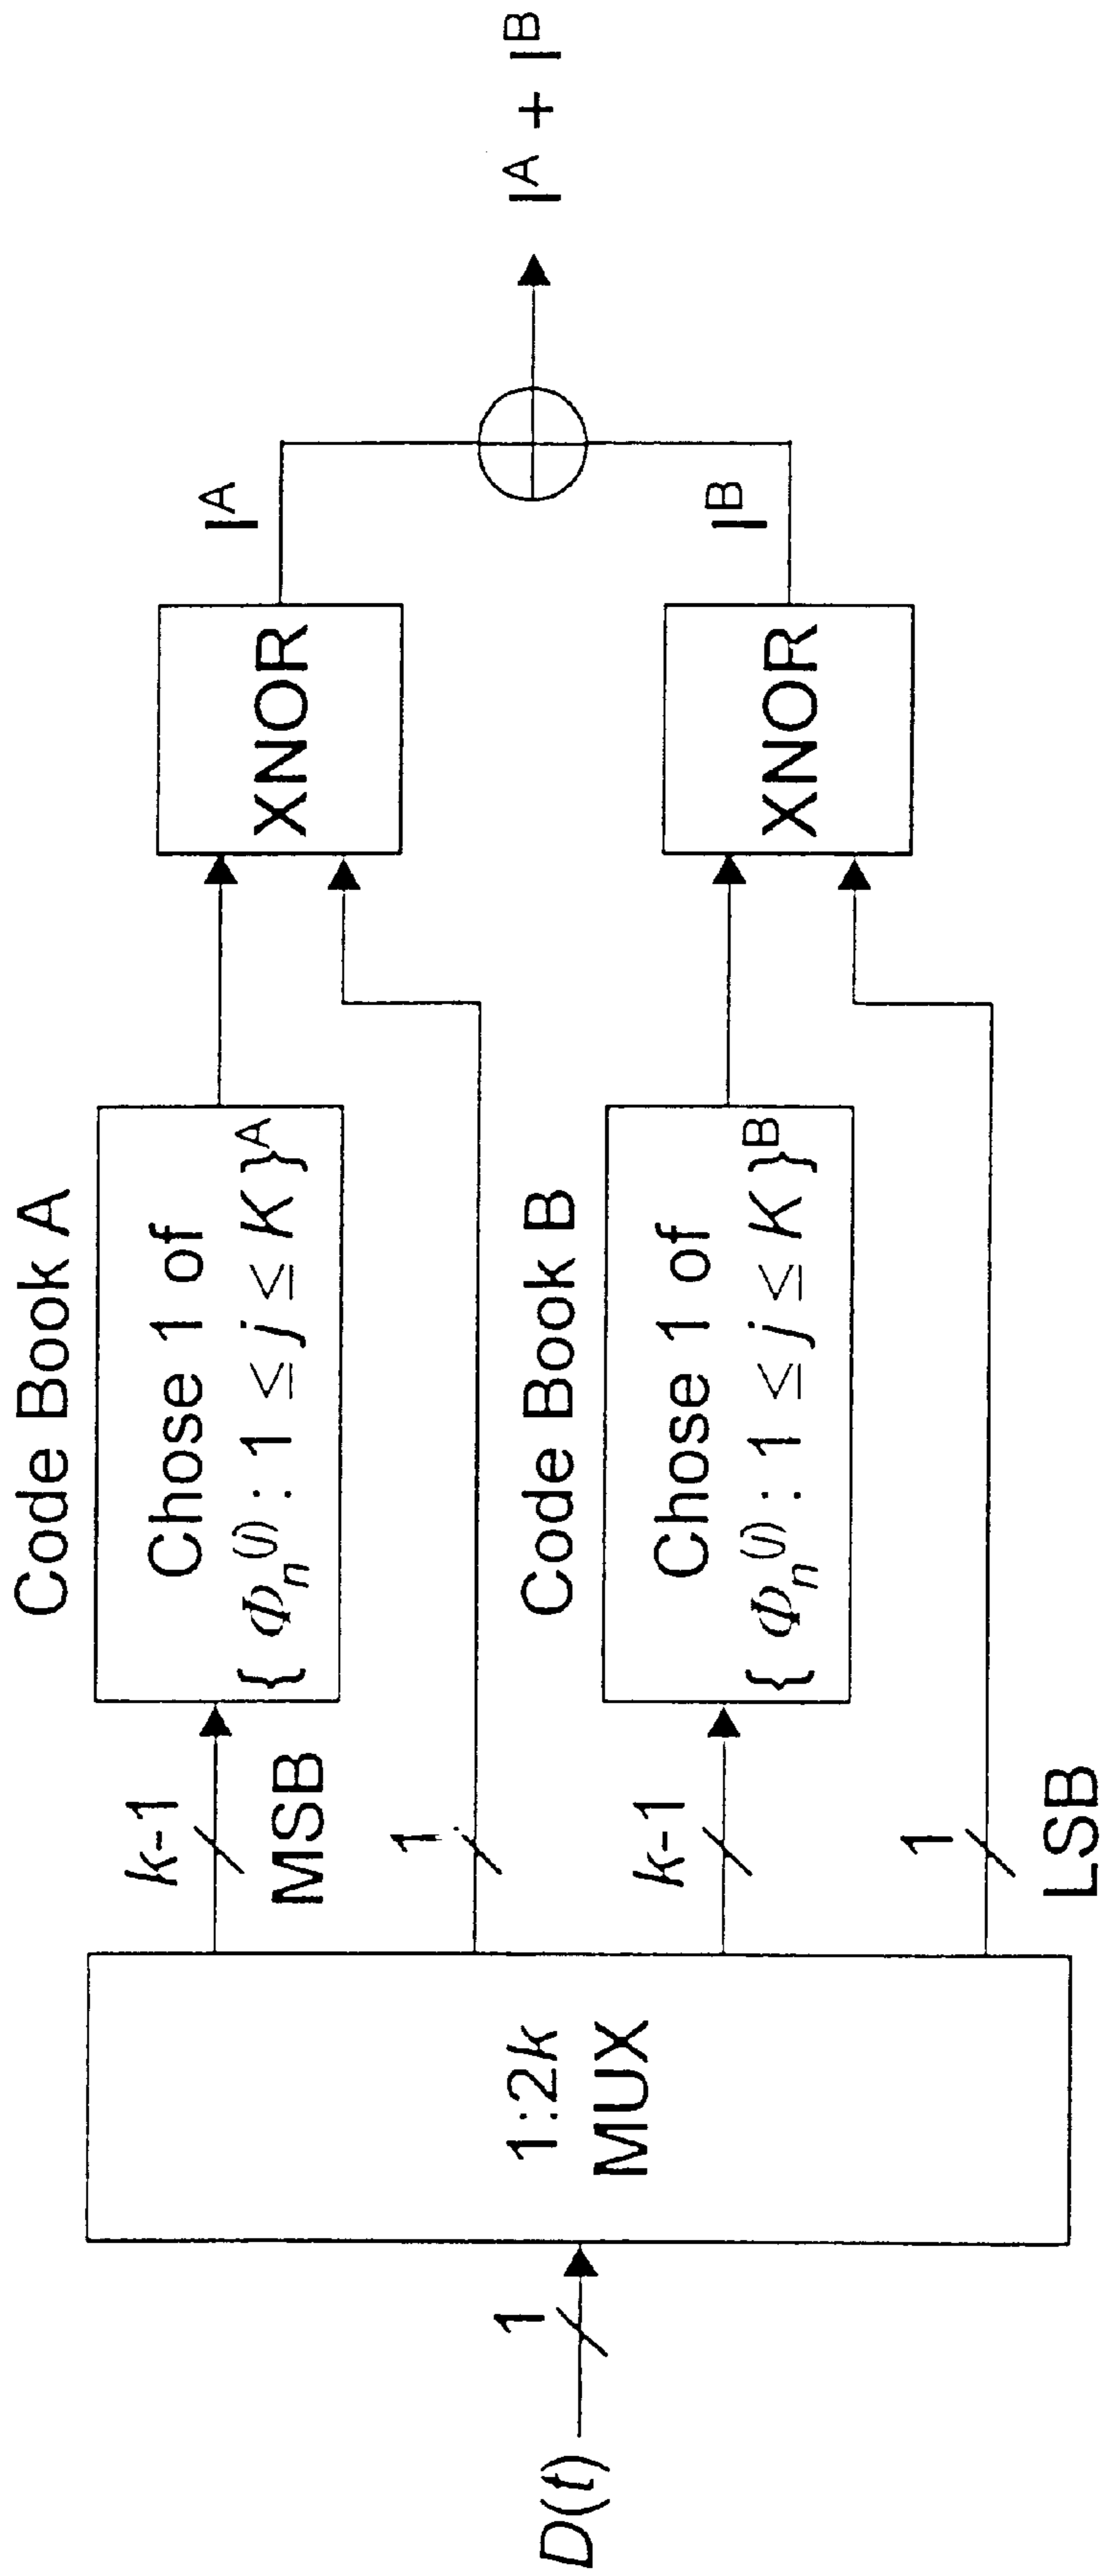 D(t)
1
1:2k
MUX
k-1
MSB
1
k-1
1
LSB
Code Book A
Chose 1 of
{ Φₙ⁽ʲ⁾ : 1 ≤ j ≤ K }ᴬ
Code Book B
Chose 1 of
{ Φₙ⁽ʲ⁾ : 1 ≤ j ≤ K }ᴮ
XNOR
XNOR
Iᴬ
Iᴮ
Iᴬ + Iᴮ